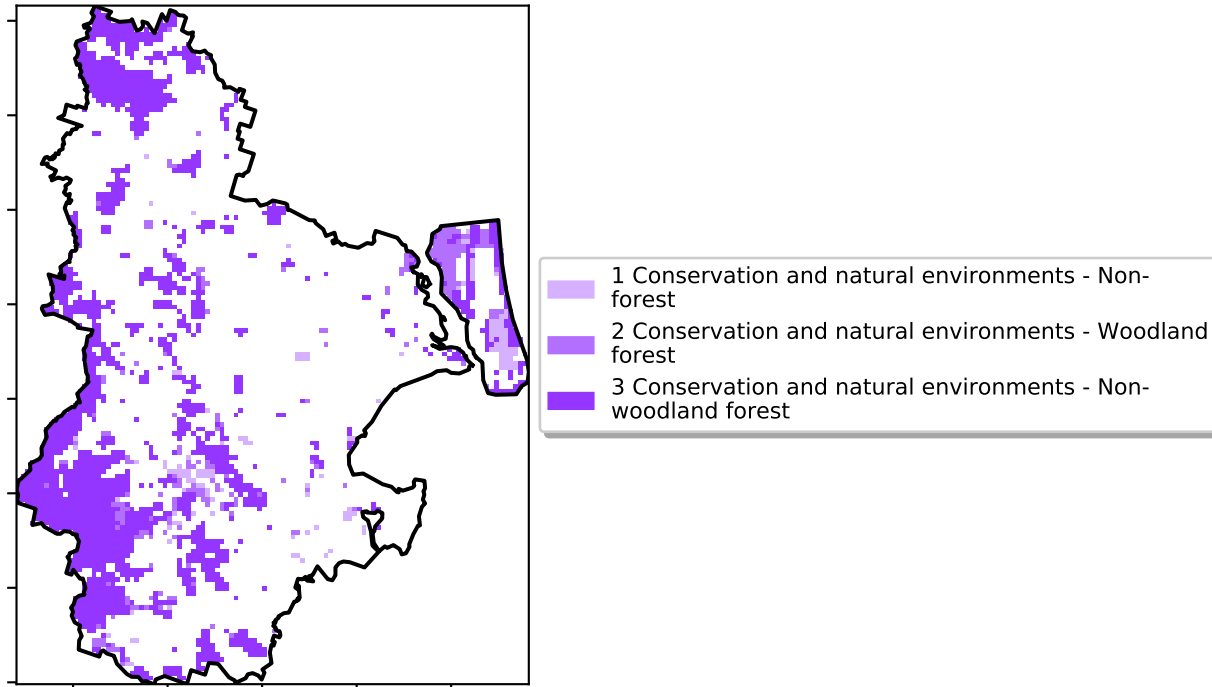 1 Conservation and natural environments - Non-
forest
2 Conservation and natural environments - Woodland
forest
3 Conservation and natural environments - Non-
woodland forest